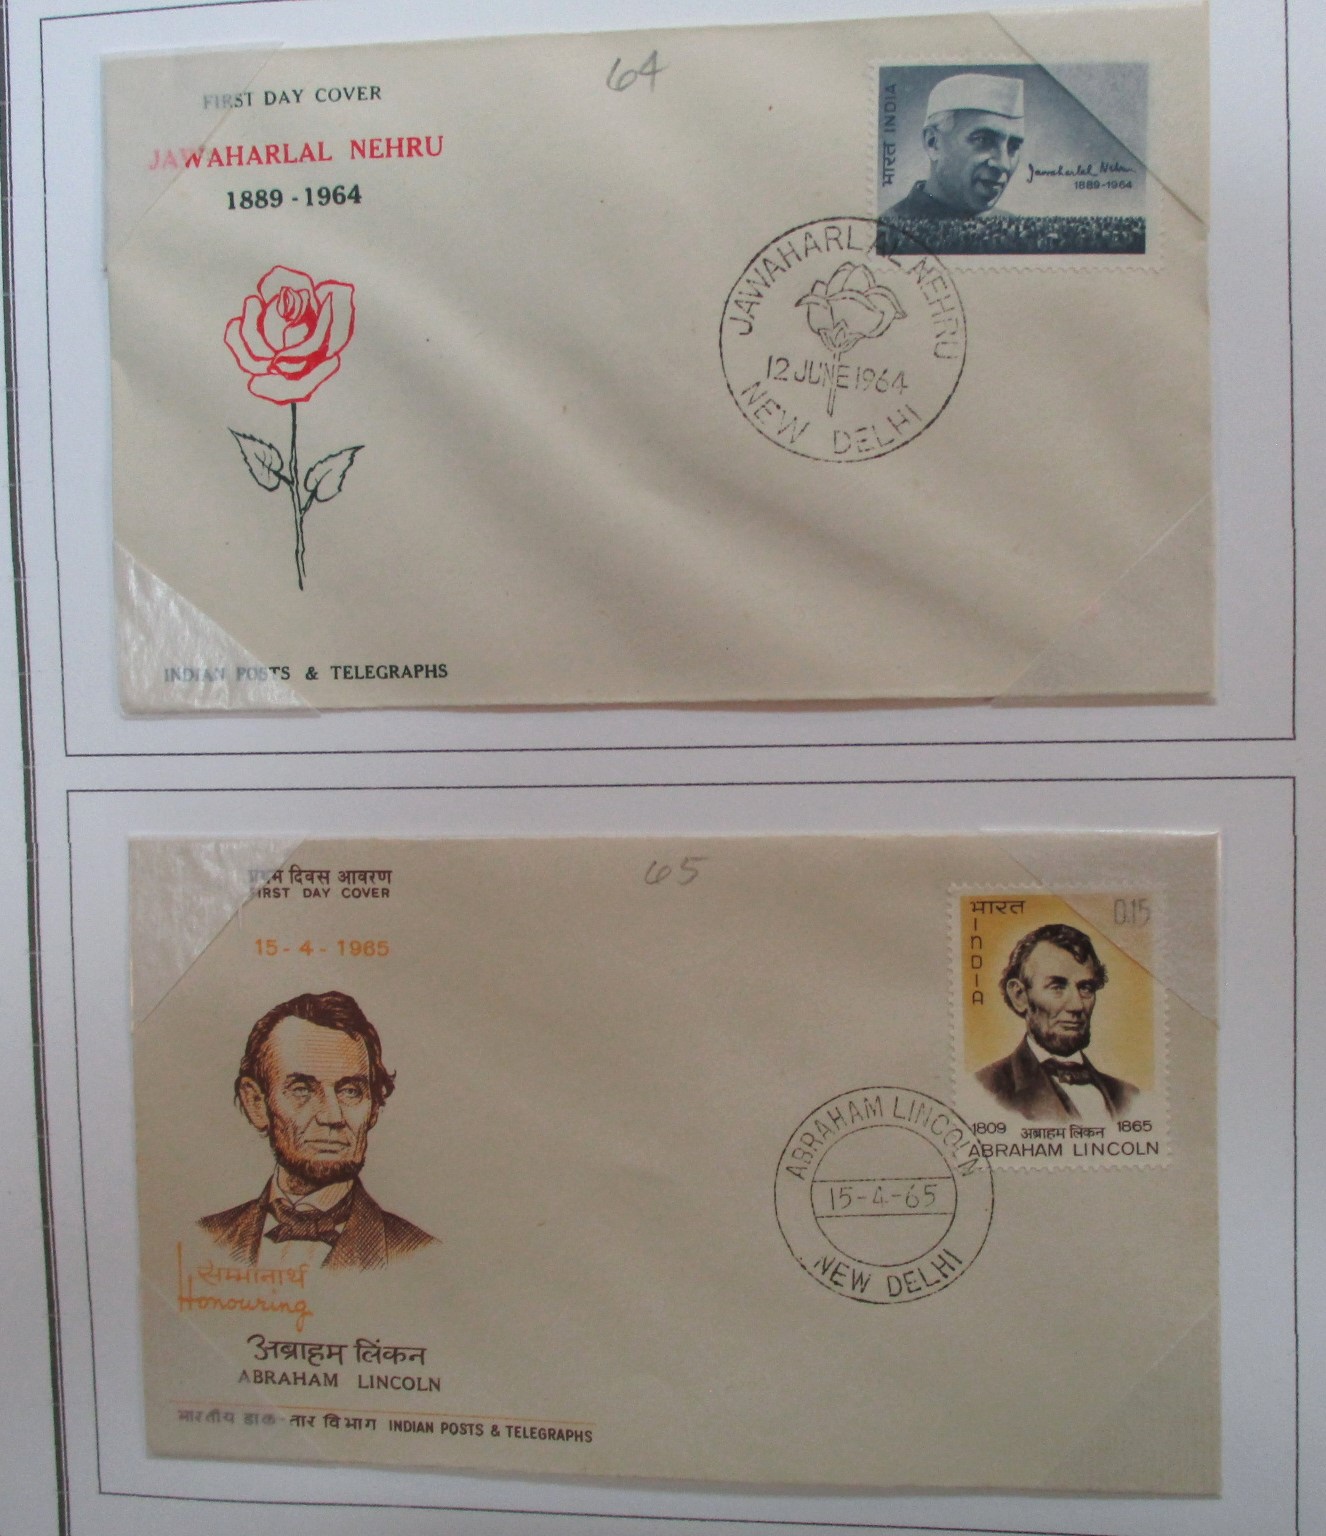 64
FIRST DAY COVER
JAWAHARLAL NEHRU
1889 - 1964
INDIAN POSTS & TELEGRAPHS
भारत INDIA
Jawaharlal Nehru
1889-1964
JAWAHARLAL NEHRU
12 JUNE 1964
NEW DELHI
65
प्रथम दिवस आवरण
FIRST DAY COVER
15 - 4 - 1965
सम्मानार्थ
Honouring
अब्राहम लिंकन
ABRAHAM LINCOLN
भारतीय डाक-तार विभाग INDIAN POSTS & TELEGRAPHS
भारत 0.15
INDIA
1809 अब्राहम लिंकन 1865
ABRAHAM LINCOLN
ABRAHAM LINCOLN
15-4-65
NEW DELHI